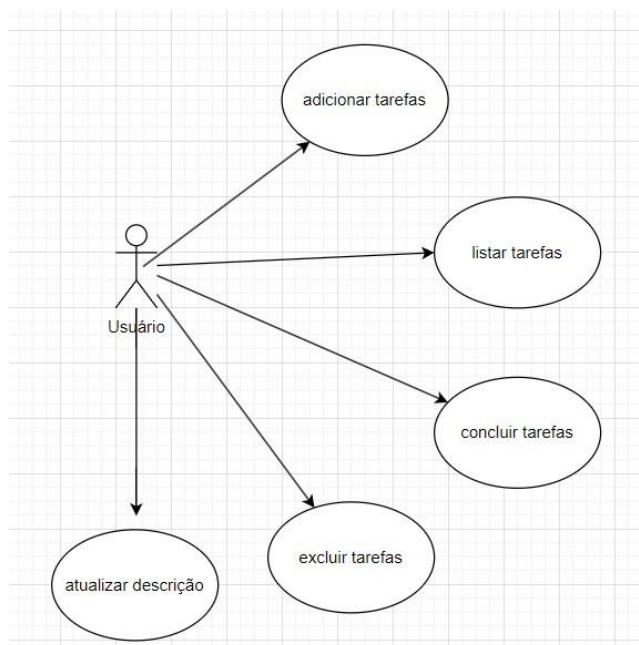 adicionar tarefas
listar tarefas
Usuário
concluir tarefas
excluir tarefas
atualizar descrição